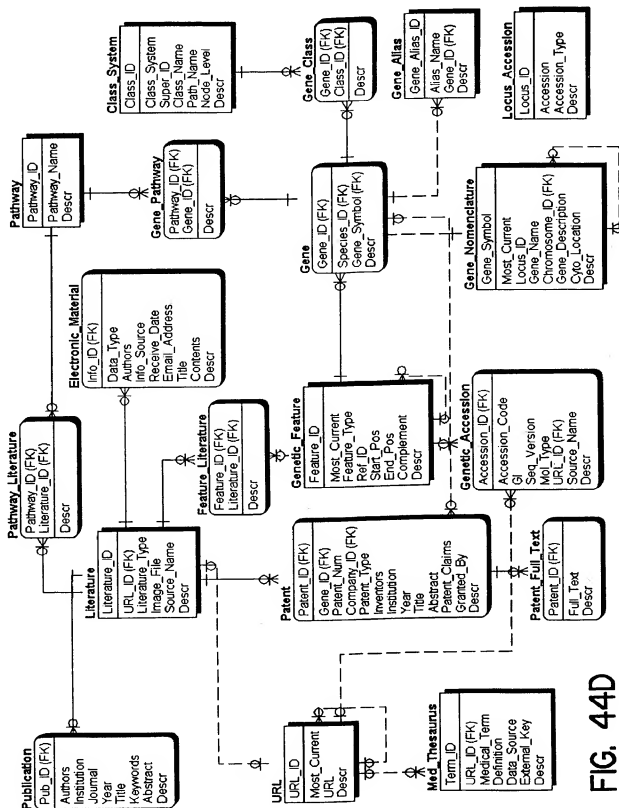 Publication
Pub_ID (FK)
Authors
Institution
Journal
Year
Title
Keywords
Abstract
Descr
Pathway_Literature
Pathway_ID (FK)
Literature_ID (FK)
Descr
Pathway
Pathway_ID
Pathway_Name
Descr
Class_System
Class_ID
Class_System
Super_ID
Class_Name
Path_Name
Node_Level
Descr
Electronic_Material
Info_ID (FK)
Data_Type
Authors
Info_Source
Receive_Date
Email_Address
Title
Contents
Descr
Gene_Pathway
Pathway_ID (FK)
Gene_ID (FK)
Descr
Gene_Class
Gene_ID (FK)
Class_ID (FK)
Descr
Literature
Literature_ID
URL_ID (FK)
Literature_Type
Image_File
Source_Name
Descr
Feature_Literature
Feature_ID (FK)
Literature_ID (FK)
Descr
Gene
Gene_ID (FK)
Species_ID (FK)
Gene_Symbol (FK)
Descr
Gene_Alias
Gene_Alias_ID
Alias_Name
Gene_ID (FK)
Descr
Genetic_Feature
Feature_ID
Most_Current
Feature_Type
Ref_ID
Start_Pos
End_Pos
Complement
Descr
Patent
Patent_ID (FK)
Gene_ID (FK)
Patent_Num
Company_ID (FK)
Patent_Type
Inventors
Institution
Year
Title
Abstract
Patent_Claims
Granted_By
Descr
Gene_Nomenclature
Gene_Symbol
Most_Current
Locus_ID
Gene_Name
Chromosome_ID (FK)
Gene_Description
Cyto_Location
Descr
Locus_Accession
Locus_ID
Accession
Accession_Type
Descr
URL
URL_ID
Most_Current
URL
Descr
Genetic_Accession
Accession_ID (FK)
Accession_Code
GI
Seq_Version
Mol_Type
URL_ID (FK)
Source_Name
Descr
Patent_Full_Text
Patent_ID (FK)
Full_Text
Descr
Med_Thesaurus
Term_ID
URL_ID (FK)
Medical_Term
Definition
Data_Source
External_Key
Descr
FIG. 44D